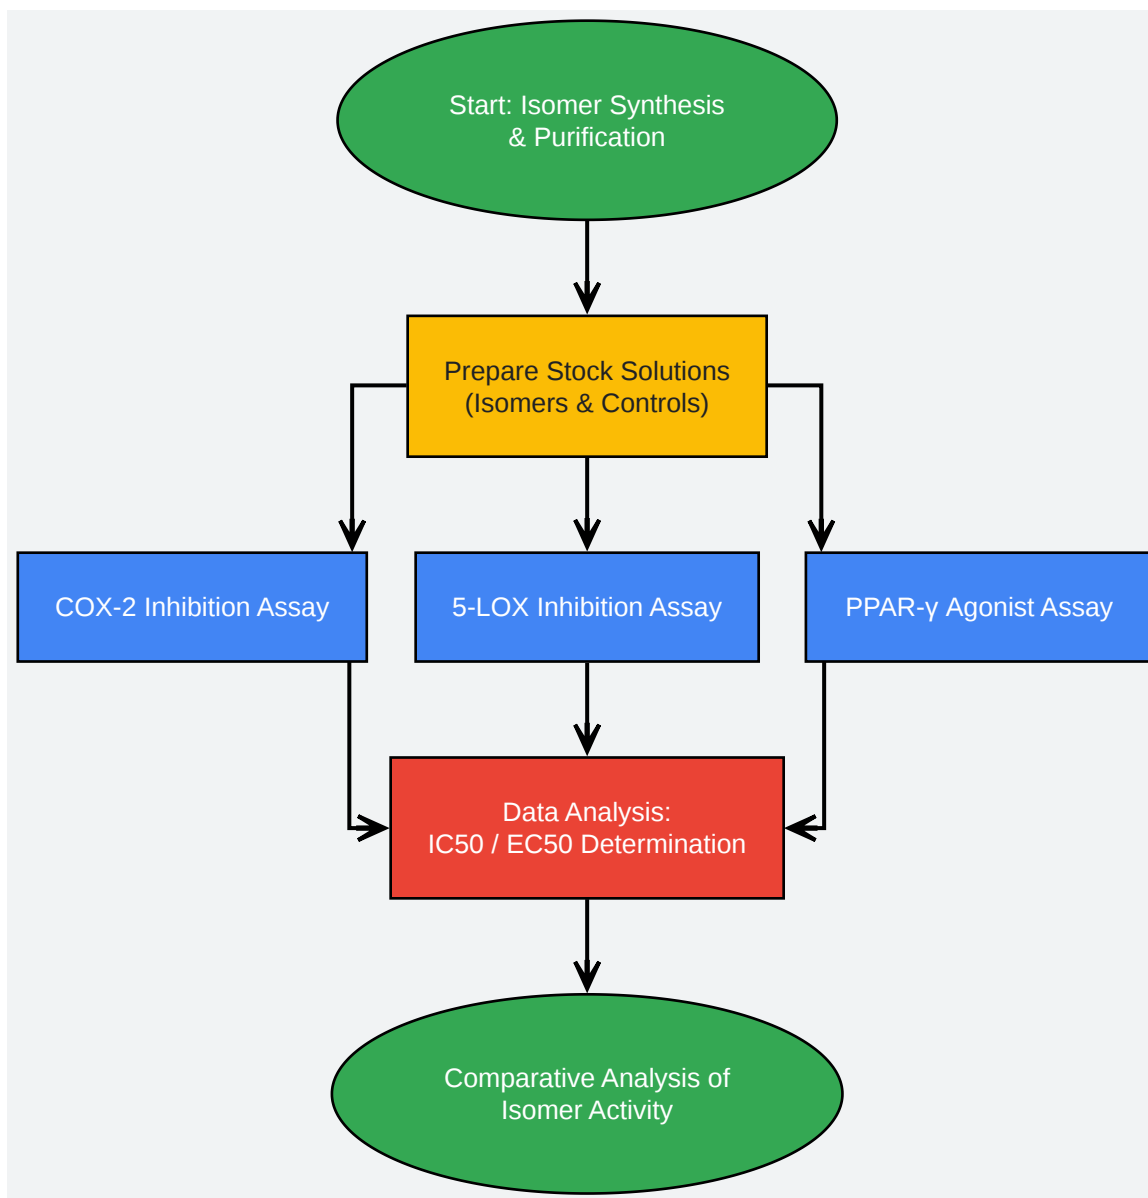 Start: Isomer Synthesis
& Purification
Prepare Stock Solutions
(Isomers & Controls)
COX-2 Inhibition Assay
5-LOX Inhibition Assay
PPAR-γ Agonist Assay
Data Analysis:
IC50 / EC50 Determination
Comparative Analysis of
Isomer Activity